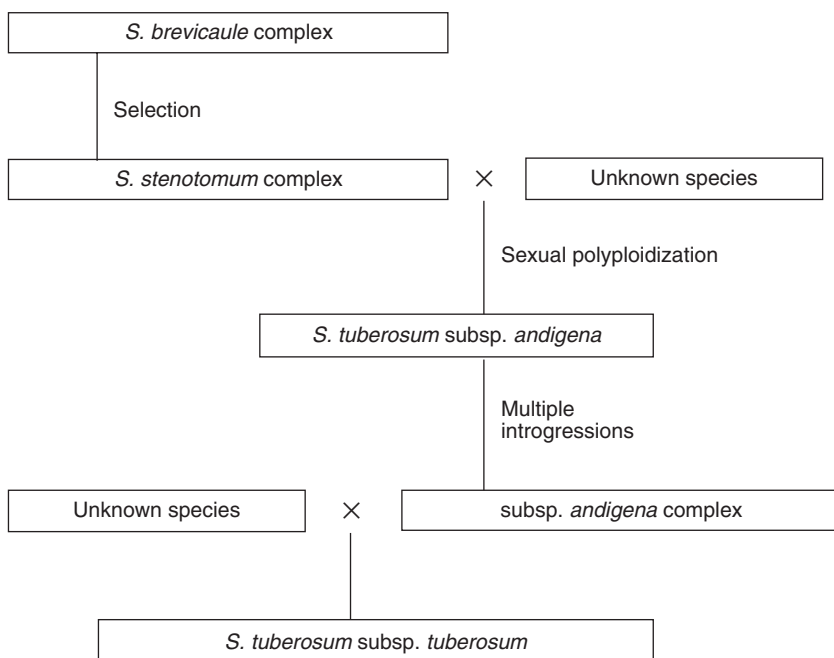 S. brevicaule complex
Selection
S. stenotomum complex × Unknown species
Sexual polyploidization
S. tuberosum subsp. andigena
Multiple
introgressions
Unknown species × subsp. andigena complex
S. tuberosum subsp. tuberosum